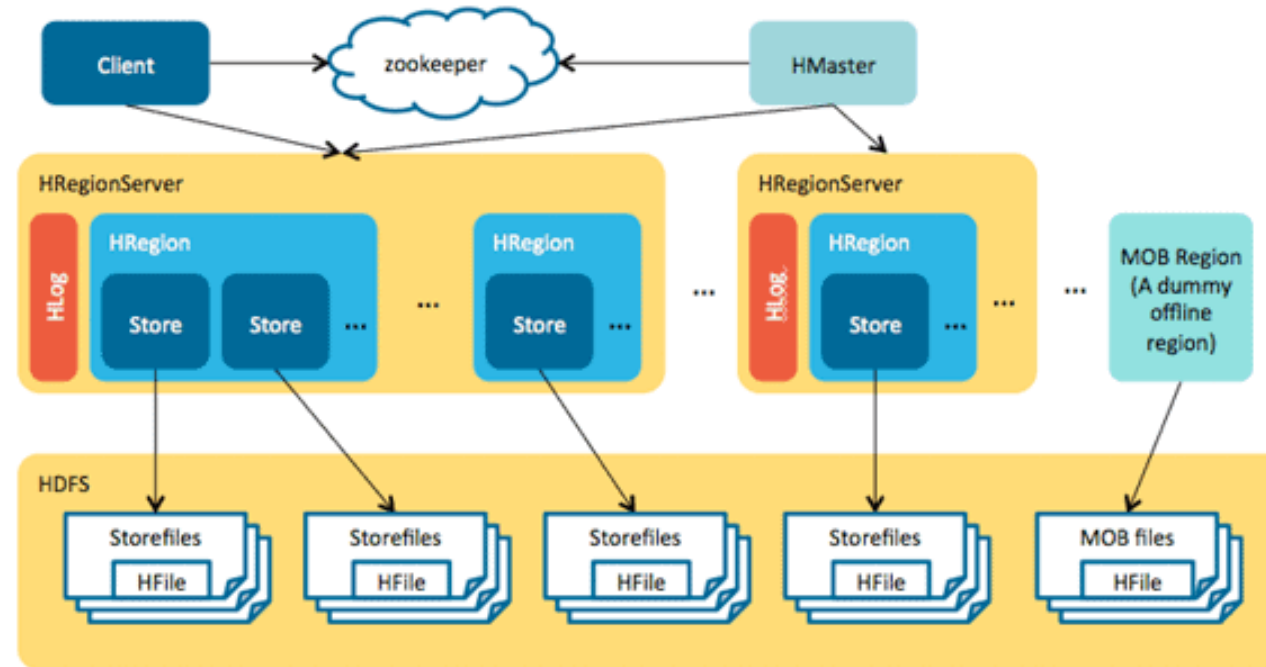 Client
zookeeper
HMaster
HRegionServer
HRegionServer
HLog
HRegion
Store
Store
...
...
HRegion
Store
...
...
HLog
HRegion
Store
...
...
...
MOB Region
(A dummy
offline
region)
HDFS
Storefiles
HFile
Storefiles
HFile
Storefiles
HFile
Storefiles
HFile
MOB files
HFile